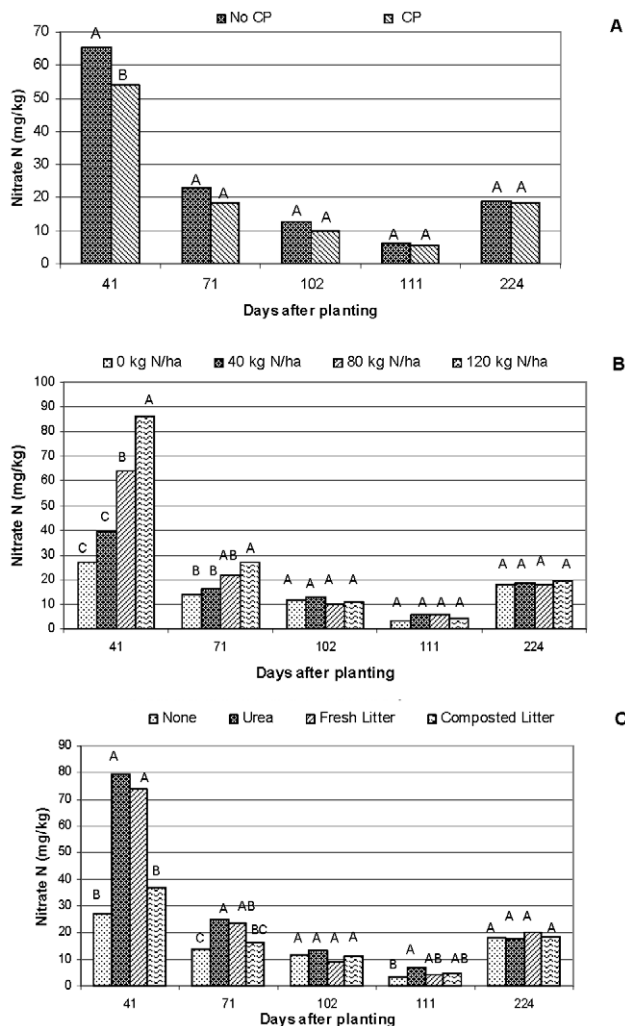 No CP CP
A
70
60
50
40
30
20
10
0
Nitrate N (mg/kg)
A B
A A
A A
A A
A A
41 71 102 111 224
Days after planting
0 kg N/ha 40 kg N/ha 80 kg N/ha 120 kg N/ha
B
100
90
80
70
60
50
40
30
20
10
0
Nitrate N (mg/kg)
C C B A
B B AB A
A A A A
A A A A
A A A A
41 71 102 111 224
Days after planting
None Urea Fresh Litter Composted Litter
C
90
80
70
60
50
40
30
20
10
0
Nitrate N (mg/kg)
B A A B
C A AB BC
A A A A
B A AB AB
A A A A
41 71 102 111 224
Days after planting